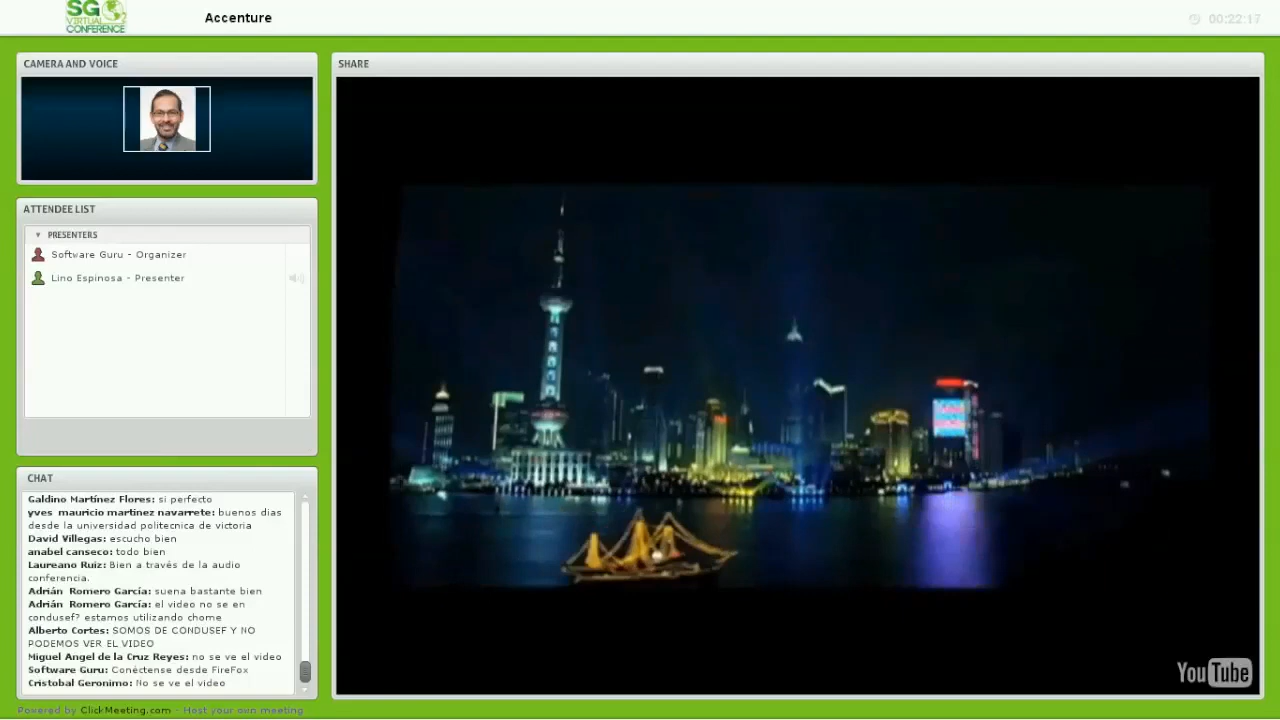 SG
VIRTUAL
CONFERENCE
Accenture
00:22:17
CAMERA AND VOICE
SHARE
ATTENDEE LIST
PRESENTERS
Software Guru - Organizer
Lino Espinosa - Presenter
CHAT
Galdino Martínez Flores: si perfecto
yves mauricio martinez navarrete: buenos dias
desde la universidad politecnica de victoria
David Villegas: escucho bien
anabel canseco: todo bien
Laureano Ruiz: Bien a través de la audio
conferencia.
Adrián Romero García: suena bastante bien
Adrián Romero García: el video no se en
condusef? estamos utilizando chome
Alberto Cortes: SOMOS DE CONDUSEF Y NO
PODEMOS VER EL VIDEO
Miguel Angel de la Cruz Reyes: no se ve el video
Software Guru: Conéctense desde FireFox
Cristobal Geronimo: No se ve el video
YouTube
Powered by ClickMeeting.com - Host your own meeting